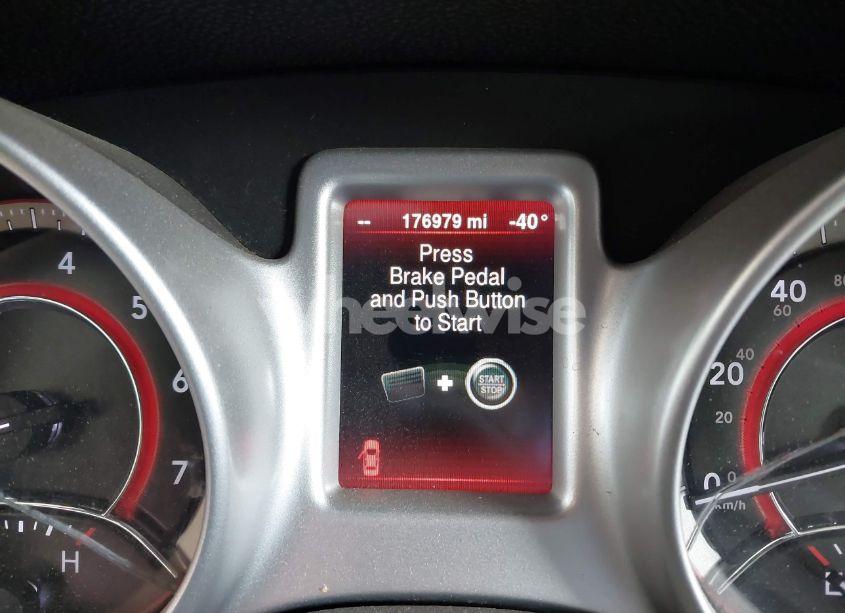 -- 176979 mi -40°
Press
Brake Pedal
and Push Button
to Start
START
STOP
4
5
6
7
H
80
40
60
40
20
20
0
0
km/h